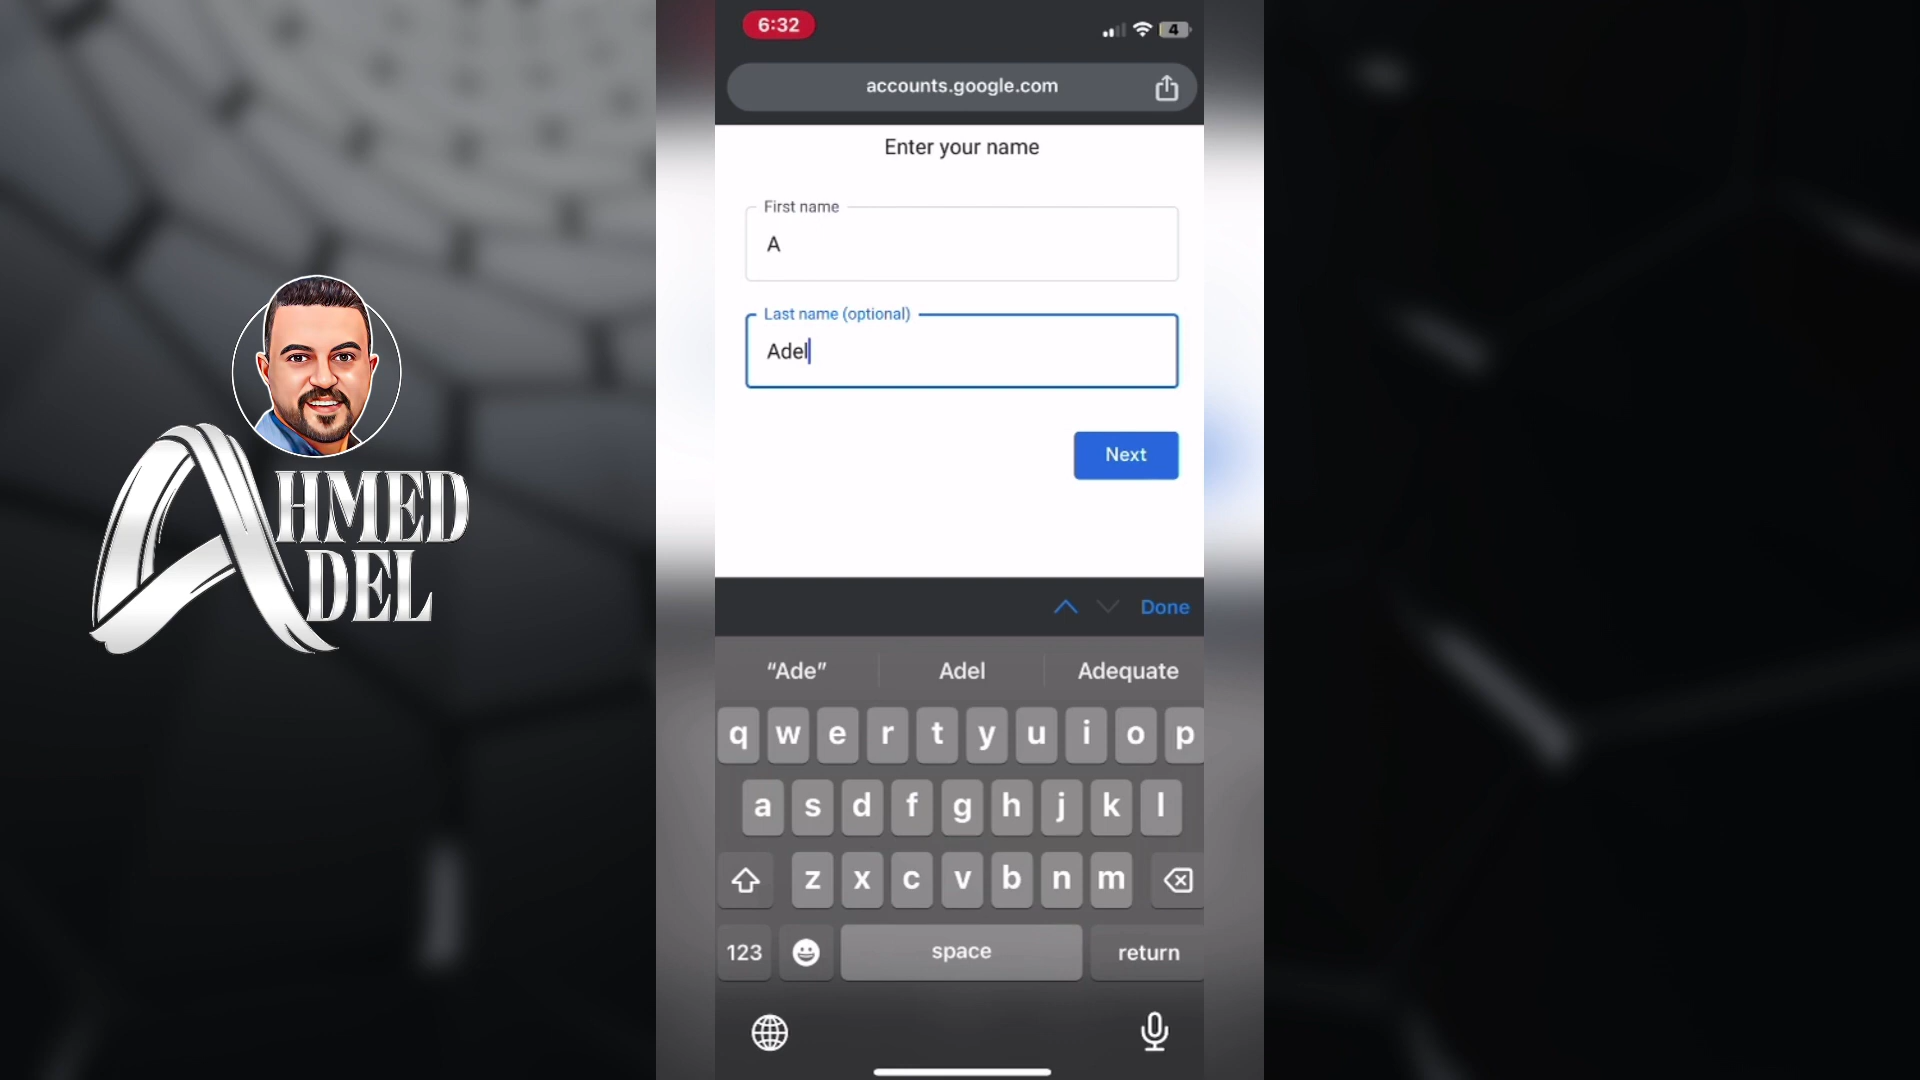 AHMED
ADEL
6:32
4
accounts.google.com
Enter your name
First name
A
Last name (optional)
Adel
Next
Done
“Ade”
Adel
Adequate
q w e r t y u i o p
a s d f g h j k l
z x c v b n m
123
space
return